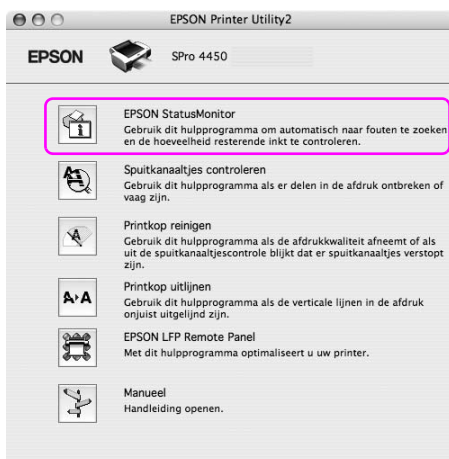 EPSON Printer Utility2
EPSON
SPro 4450
EPSON StatusMonitor
Gebruik dit hulpprogramma om automatisch naar fouten te zoeken
en de hoeveelheid resterende inkt te controleren.
Spuitkanaaltjes controleren
Gebruik dit hulpprogramma als er delen in de afdruk ontbreken of
vaag zijn.
Printkop reinigen
Gebruik dit hulpprogramma als de afdrukkwaliteit afneemt of als
uit de spuitkanaaltjescontrole blijkt dat er spuitkanaaltjes verstopt
zijn.
Printkop uitlijnen
Gebruik dit hulpprogramma als de verticale lijnen in de afdruk
onjuist uitgelijnd zijn.
EPSON LFP Remote Panel
Met dit hulpprogramma optimaliseert u uw printer.
Manueel
Handleiding openen.